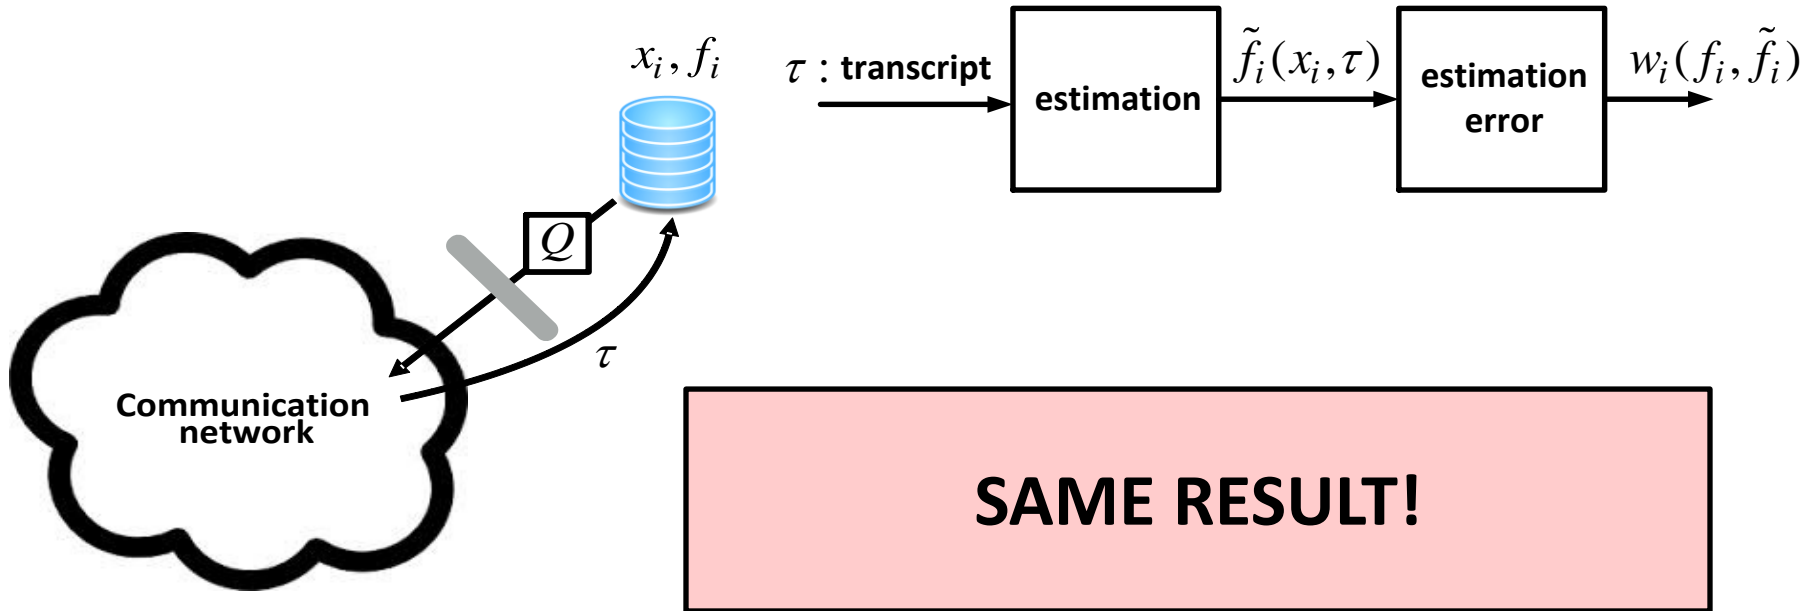 x_i, f_i
τ : transcript
estimation
f̃_i(x_i, τ)
estimation
error
w_i(f_i, f̃_i)
Q
τ
Communication
network
SAME RESULT!